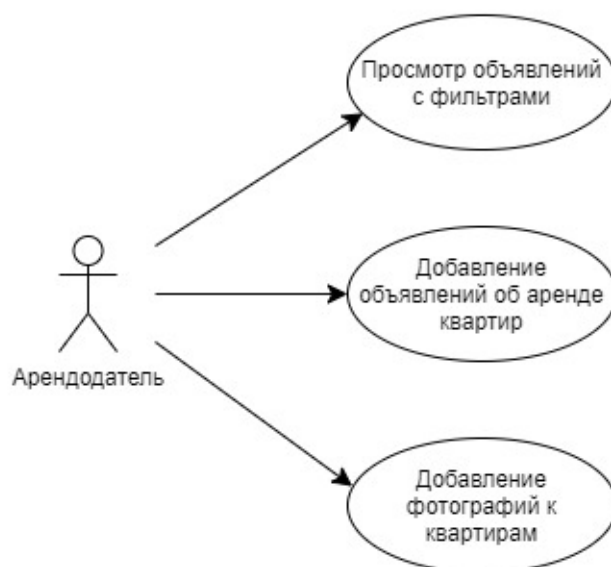 Просмотр объявлений
с фильтрами
Добавление
объявлений об аренде
квартир
Арендодатель
Добавление
фотографий к
квартирам